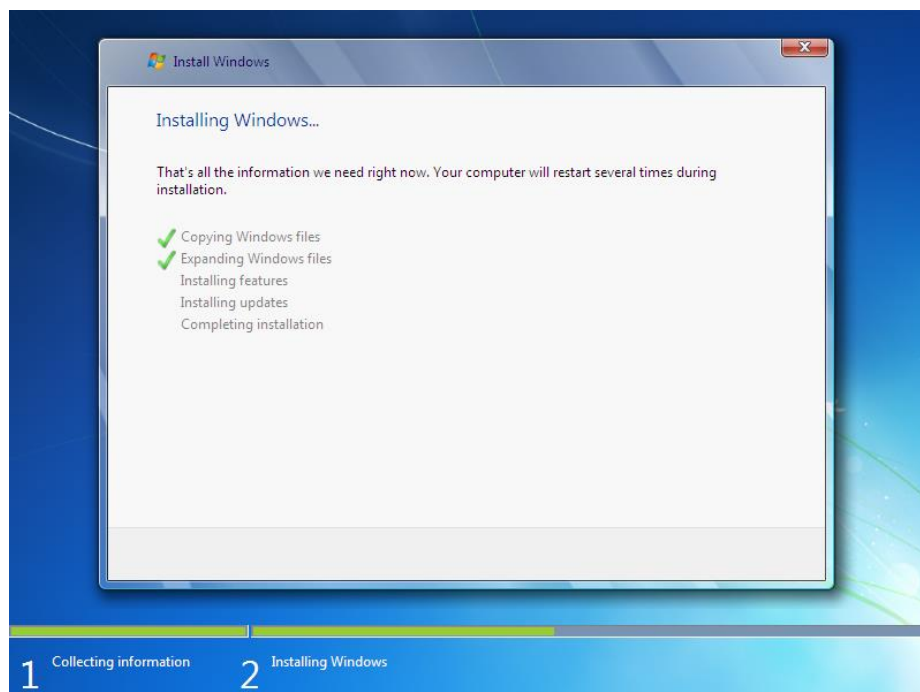 Install Windows
Installing Windows...
That's all the information we need right now. Your computer will restart several times during
installation.
Copying Windows files
Expanding Windows files
Installing features
Installing updates
Completing installation
1 Collecting information
2 Installing Windows